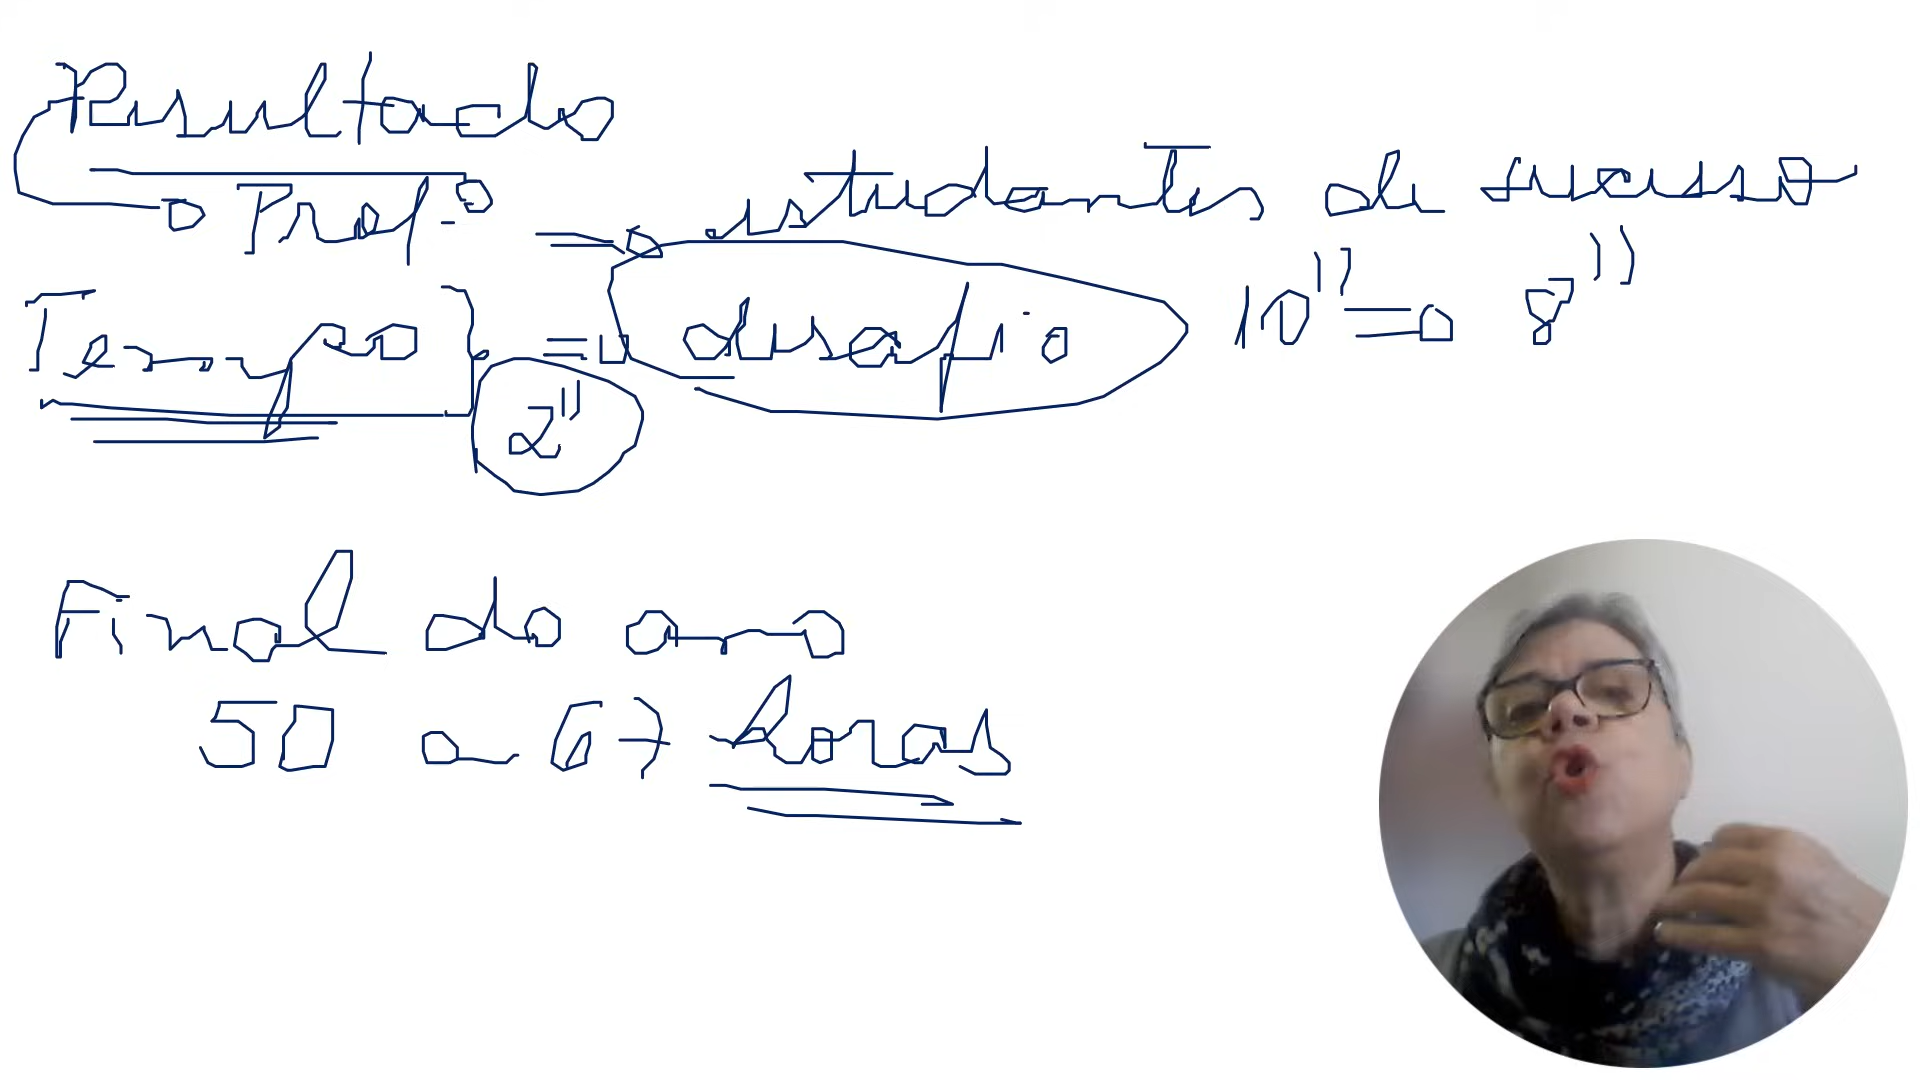 Resultado
Prof.º => estudantes de sucesso
Tempo } => desafio 10" => 8"
2"
Final do ano
50 a 67 horas